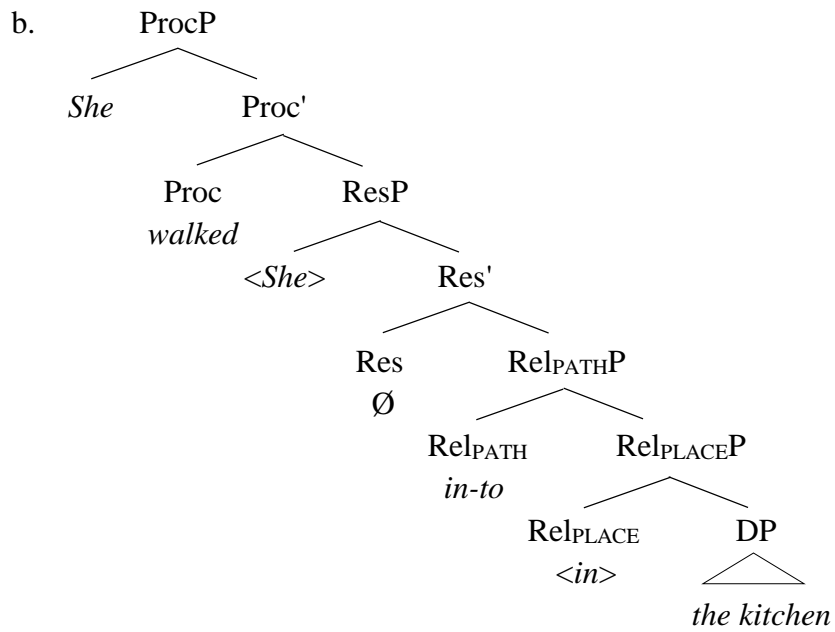 b. ProcP
She Proc'
Proc ResP
walked
<She> Res'
Res RelPATHP
Ø
RelPATH RelPLACEP
in-to
RelPLACE DP
<in>
the kitchen